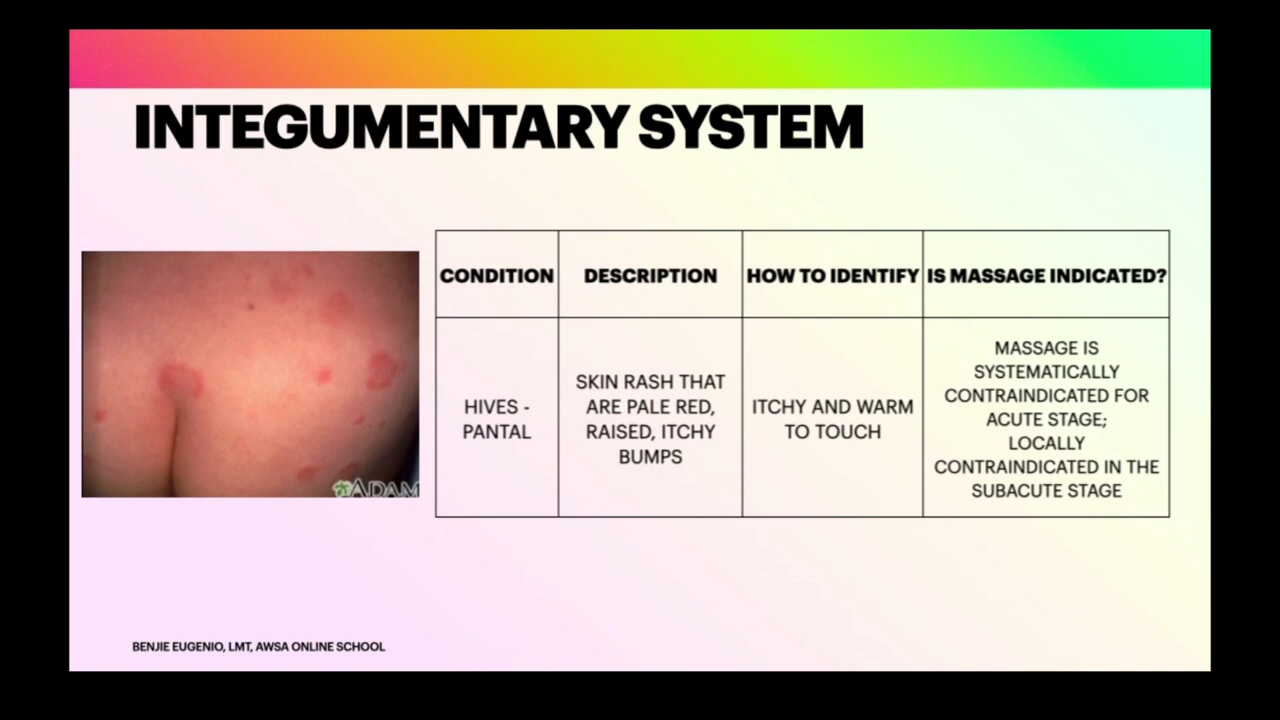 INTEGUMENTARY SYSTEM
ADAM
CONDITION
DESCRIPTION
HOW TO IDENTIFY
IS MASSAGE INDICATED?
HIVES -
PANTAL
SKIN RASH THAT
ARE PALE RED,
RAISED, ITCHY
BUMPS
ITCHY AND WARM
TO TOUCH
MASSAGE IS
SYSTEMATICALLY
CONTRAINDICATED FOR
ACUTE STAGE;
LOCALLY
CONTRAINDICATED IN THE
SUBACUTE STAGE
BENJIE EUGENIO, LMT, AWSA ONLINE SCHOOL